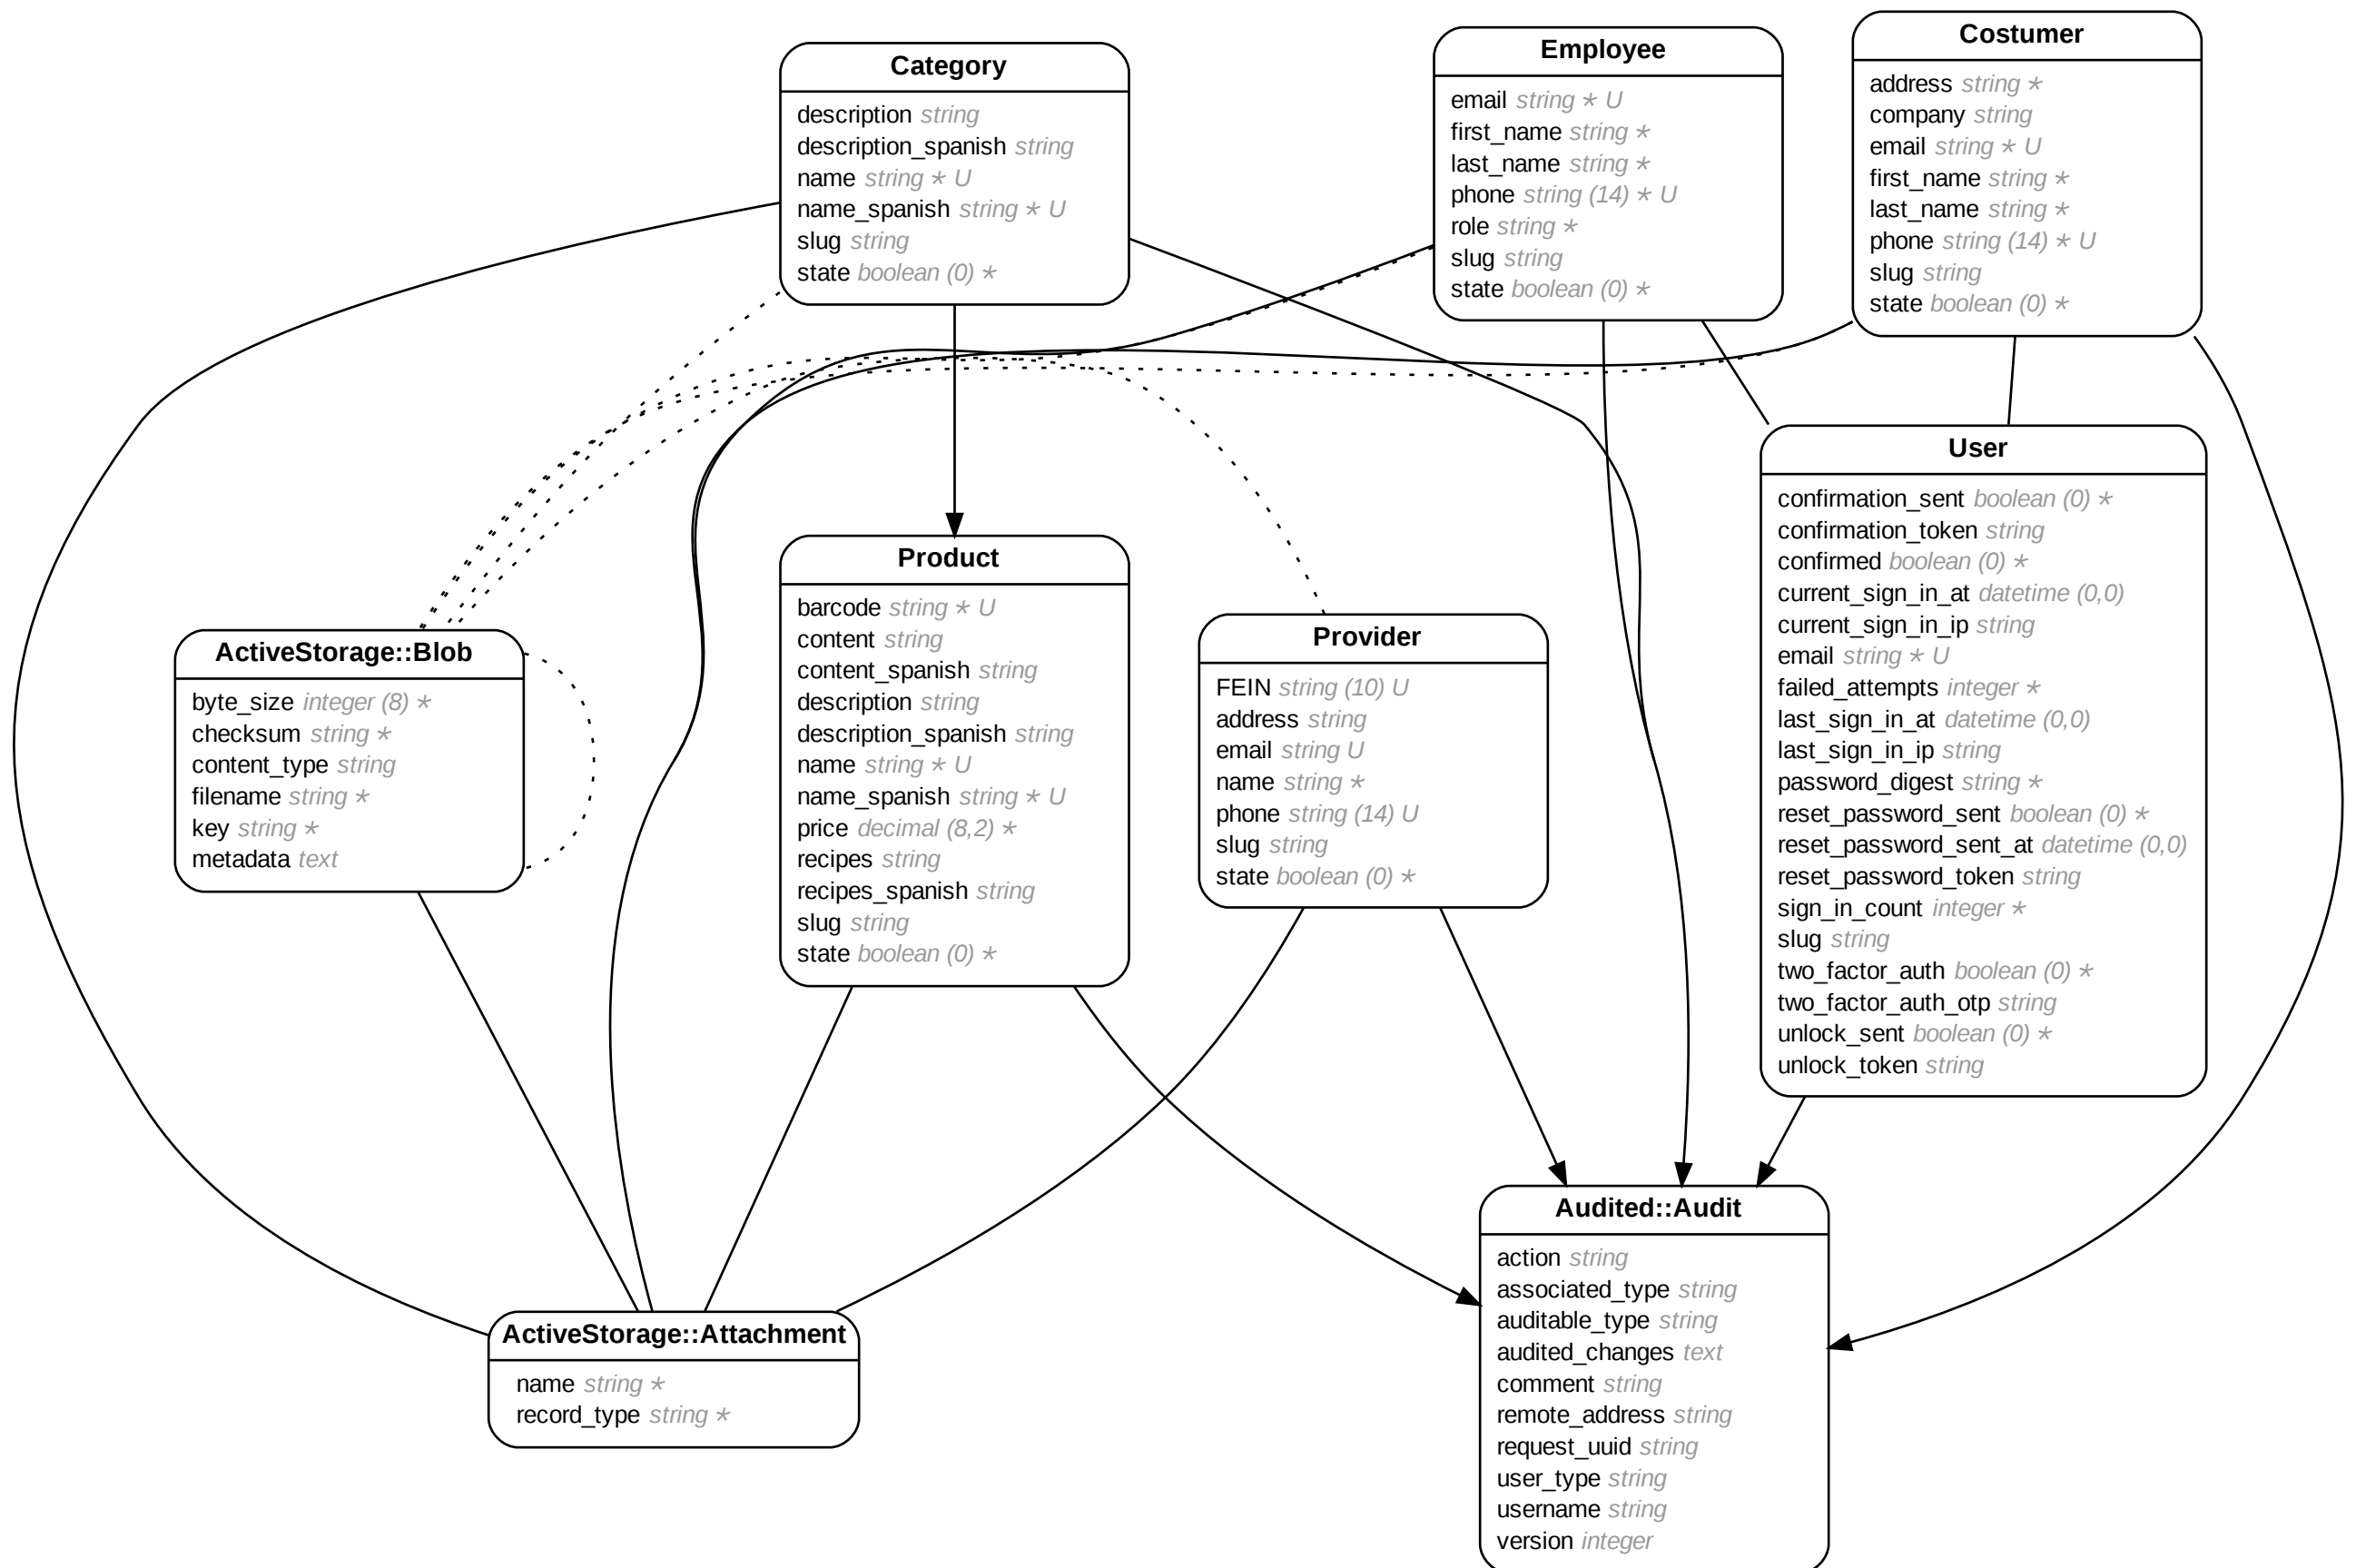 Category
description string
description_spanish string
name string ∗ U
name_spanish string ∗ U
slug string
state boolean (0) ∗
Employee
email string ∗ U
first_name string ∗
last_name string ∗
phone string (14) ∗ U
role string ∗
slug string
state boolean (0) ∗
Costumer
address string ∗
company string
email string ∗ U
first_name string ∗
last_name string ∗
phone string (14) ∗ U
slug string
state boolean (0) ∗
User
confirmation_sent boolean (0) ∗
confirmation_token string
confirmed boolean (0) ∗
current_sign_in_at datetime (0,0)
current_sign_in_ip string
email string ∗ U
failed_attempts integer ∗
last_sign_in_at datetime (0,0)
last_sign_in_ip string
password_digest string ∗
reset_password_sent boolean (0) ∗
reset_password_sent_at datetime (0,0)
reset_password_token string
sign_in_count integer ∗
slug string
two_factor_auth boolean (0) ∗
two_factor_auth_otp string
unlock_sent boolean (0) ∗
unlock_token string
Product
barcode string ∗ U
content string
content_spanish string
description string
description_spanish string
name string ∗ U
name_spanish string ∗ U
price decimal (8,2) ∗
recipes string
recipes_spanish string
slug string
state boolean (0) ∗
Provider
FEIN string (10) U
address string
email string U
name string ∗
phone string (14) U
slug string
state boolean (0) ∗
ActiveStorage::Blob
byte_size integer (8) ∗
checksum string ∗
content_type string
filename string ∗
key string ∗
metadata text
ActiveStorage::Attachment
name string ∗
record_type string ∗
Audited::Audit
action string
associated_type string
auditable_type string
audited_changes text
comment string
remote_address string
request_uuid string
user_type string
username string
version integer